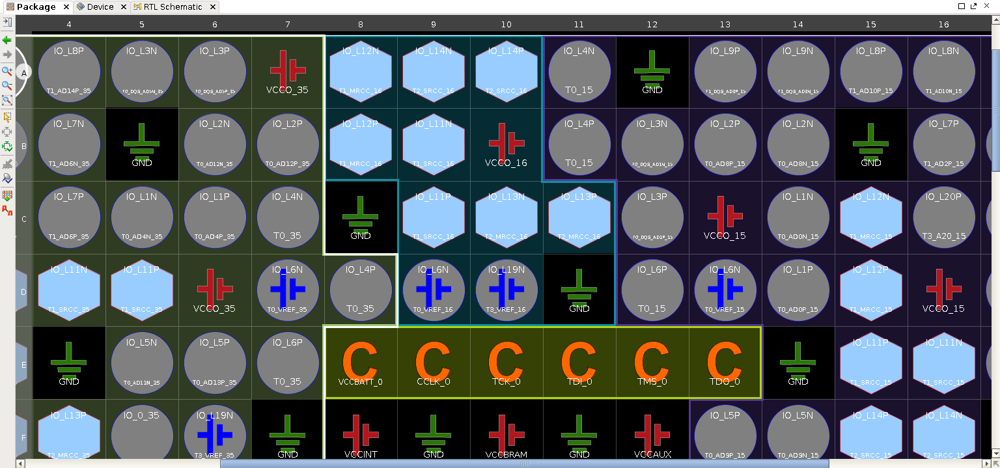 Package Device RTL Schematic
4 5 6 7 8 9 10 11 12 13 14 15 16
A
IO_L8P IO_L3N IO_L3P IO_L12N IO_L14N IO_L14P IO_L4N IO_L9P IO_L9N IO_L8P IO_L8N
T1_AD14P_35 T0_DQS_AD5N_35 T0_DQS_AD5P_35 VCCO_35 T1_MRCC_16 T2_SRCC_16 T2_SRCC_16 T0_15 GND T1_DQS_AD3P_15 T1_DQS_AD3N_15 T1_AD10P_15 T1_AD10N_15
B
IO_L7N IO_L2N IO_L2P IO_L12P IO_L11N IO_L4P IO_L3N IO_L2P IO_L2N IO_L7P
T1_AD6N_35 GND T0_AD12N_35 T0_AD12P_35 T1_MRCC_16 T1_SRCC_16 VCCO_16 T0_15 T0_DQS_AD1N_15 T0_AD8P_15 T0_AD8N_15 GND T1_AD2P_15
C
IO_L7P IO_L1N IO_L1P IO_L4N IO_L11P IO_L13N IO_L13P IO_L3P IO_L1N IO_L12N IO_L20P
T1_AD6P_35 T0_AD4N_35 T0_AD4P_35 T0_35 GND T1_SRCC_16 T2_MRCC_16 T2_MRCC_16 T0_DQS_AD1P_15 VCCO_15 T0_AD0N_15 T1_MRCC_15 T3_A20_15
D
IO_L11N IO_L11P IO_L6N IO_L4P IO_L6N IO_L19N IO_L6P IO_L6N IO_L1P IO_L12P
T1_SRCC_35 T1_SRCC_35 VCCO_35 T0_VREF_35 T0_35 T0_VREF_16 T3_VREF_16 GND T0_15 T0_VREF_15 T0_AD0P_15 T1_MRCC_15 VCCO_15
E
IO_L5N IO_L5P IO_L6P C C C C C C IO_L11P IO_L11N
GND T0_AD13N_35 T0_AD13P_35 T0_35 VCCBATT_0 CCLK_0 TCK_0 TDI_0 TMS_0 TDO_0 GND T1_SRCC_15 T1_SRCC_15
F
IO_L13P IO_0_35 IO_L19N IO_L5P IO_L5N IO_L14P IO_L14N
T2_MRCC_35 T3_VREF_35 GND VCCINT GND VCCBRAM GND VCCAUX T0_AD9P_15 T0_AD9N_15 T2_SRCC_15 T2_SRCC_15